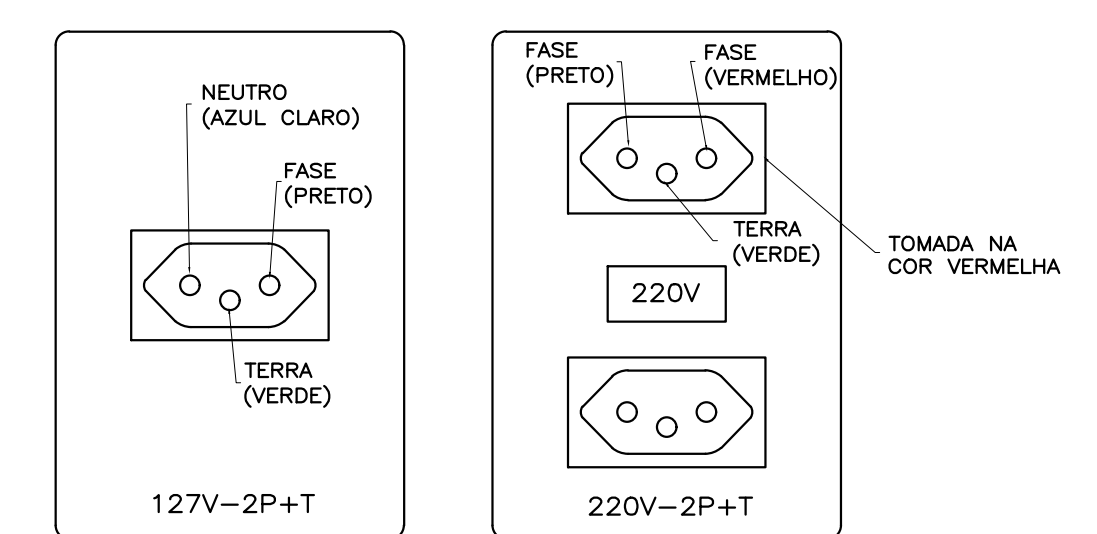 NEUTRO
(AZUL CLARO)
FASE
(PRETO)
TERRA
(VERDE)
127V-2P+T
FASE
(PRETO)
FASE
(VERMELHO)
TERRA
(VERDE)
TOMADA NA
COR VERMELHA
220V
220V-2P+T